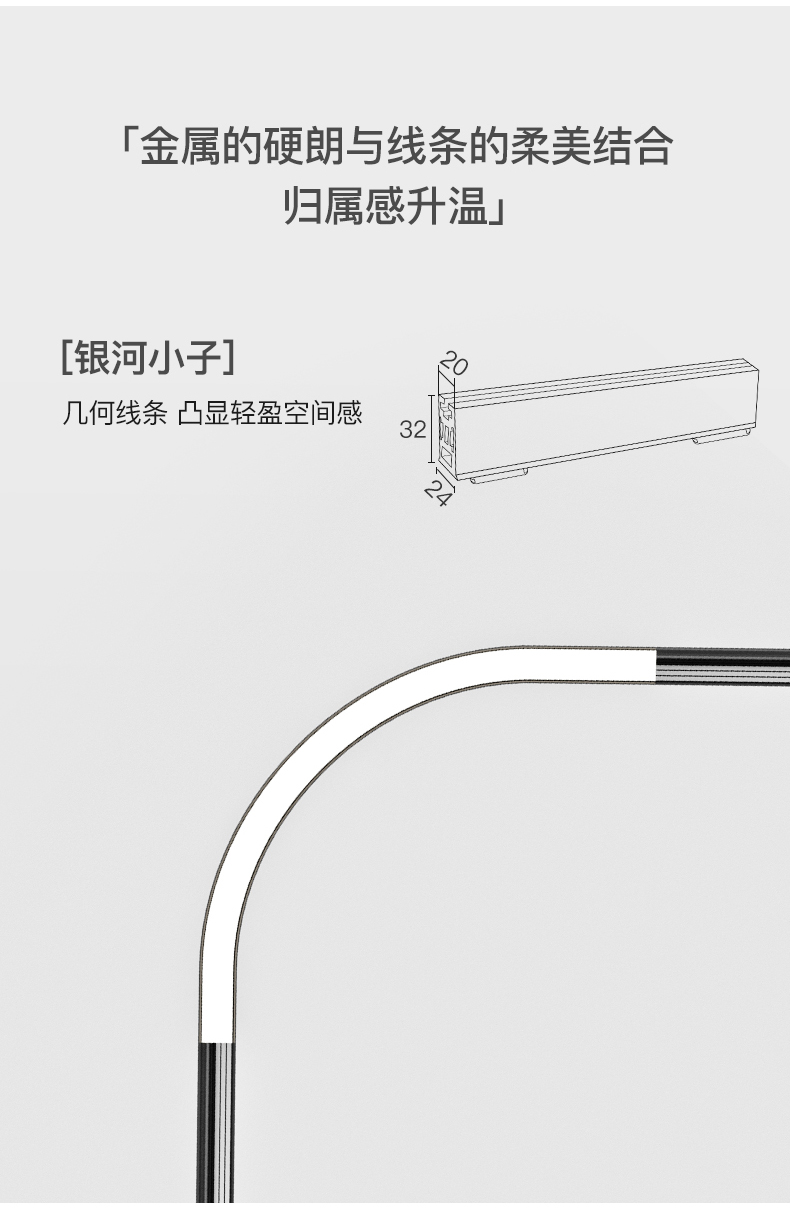 「金属的硬朗与线条的柔美结合
归属感升温」
[银河小子]
几何线条 凸显轻盈空间感
20
32
24